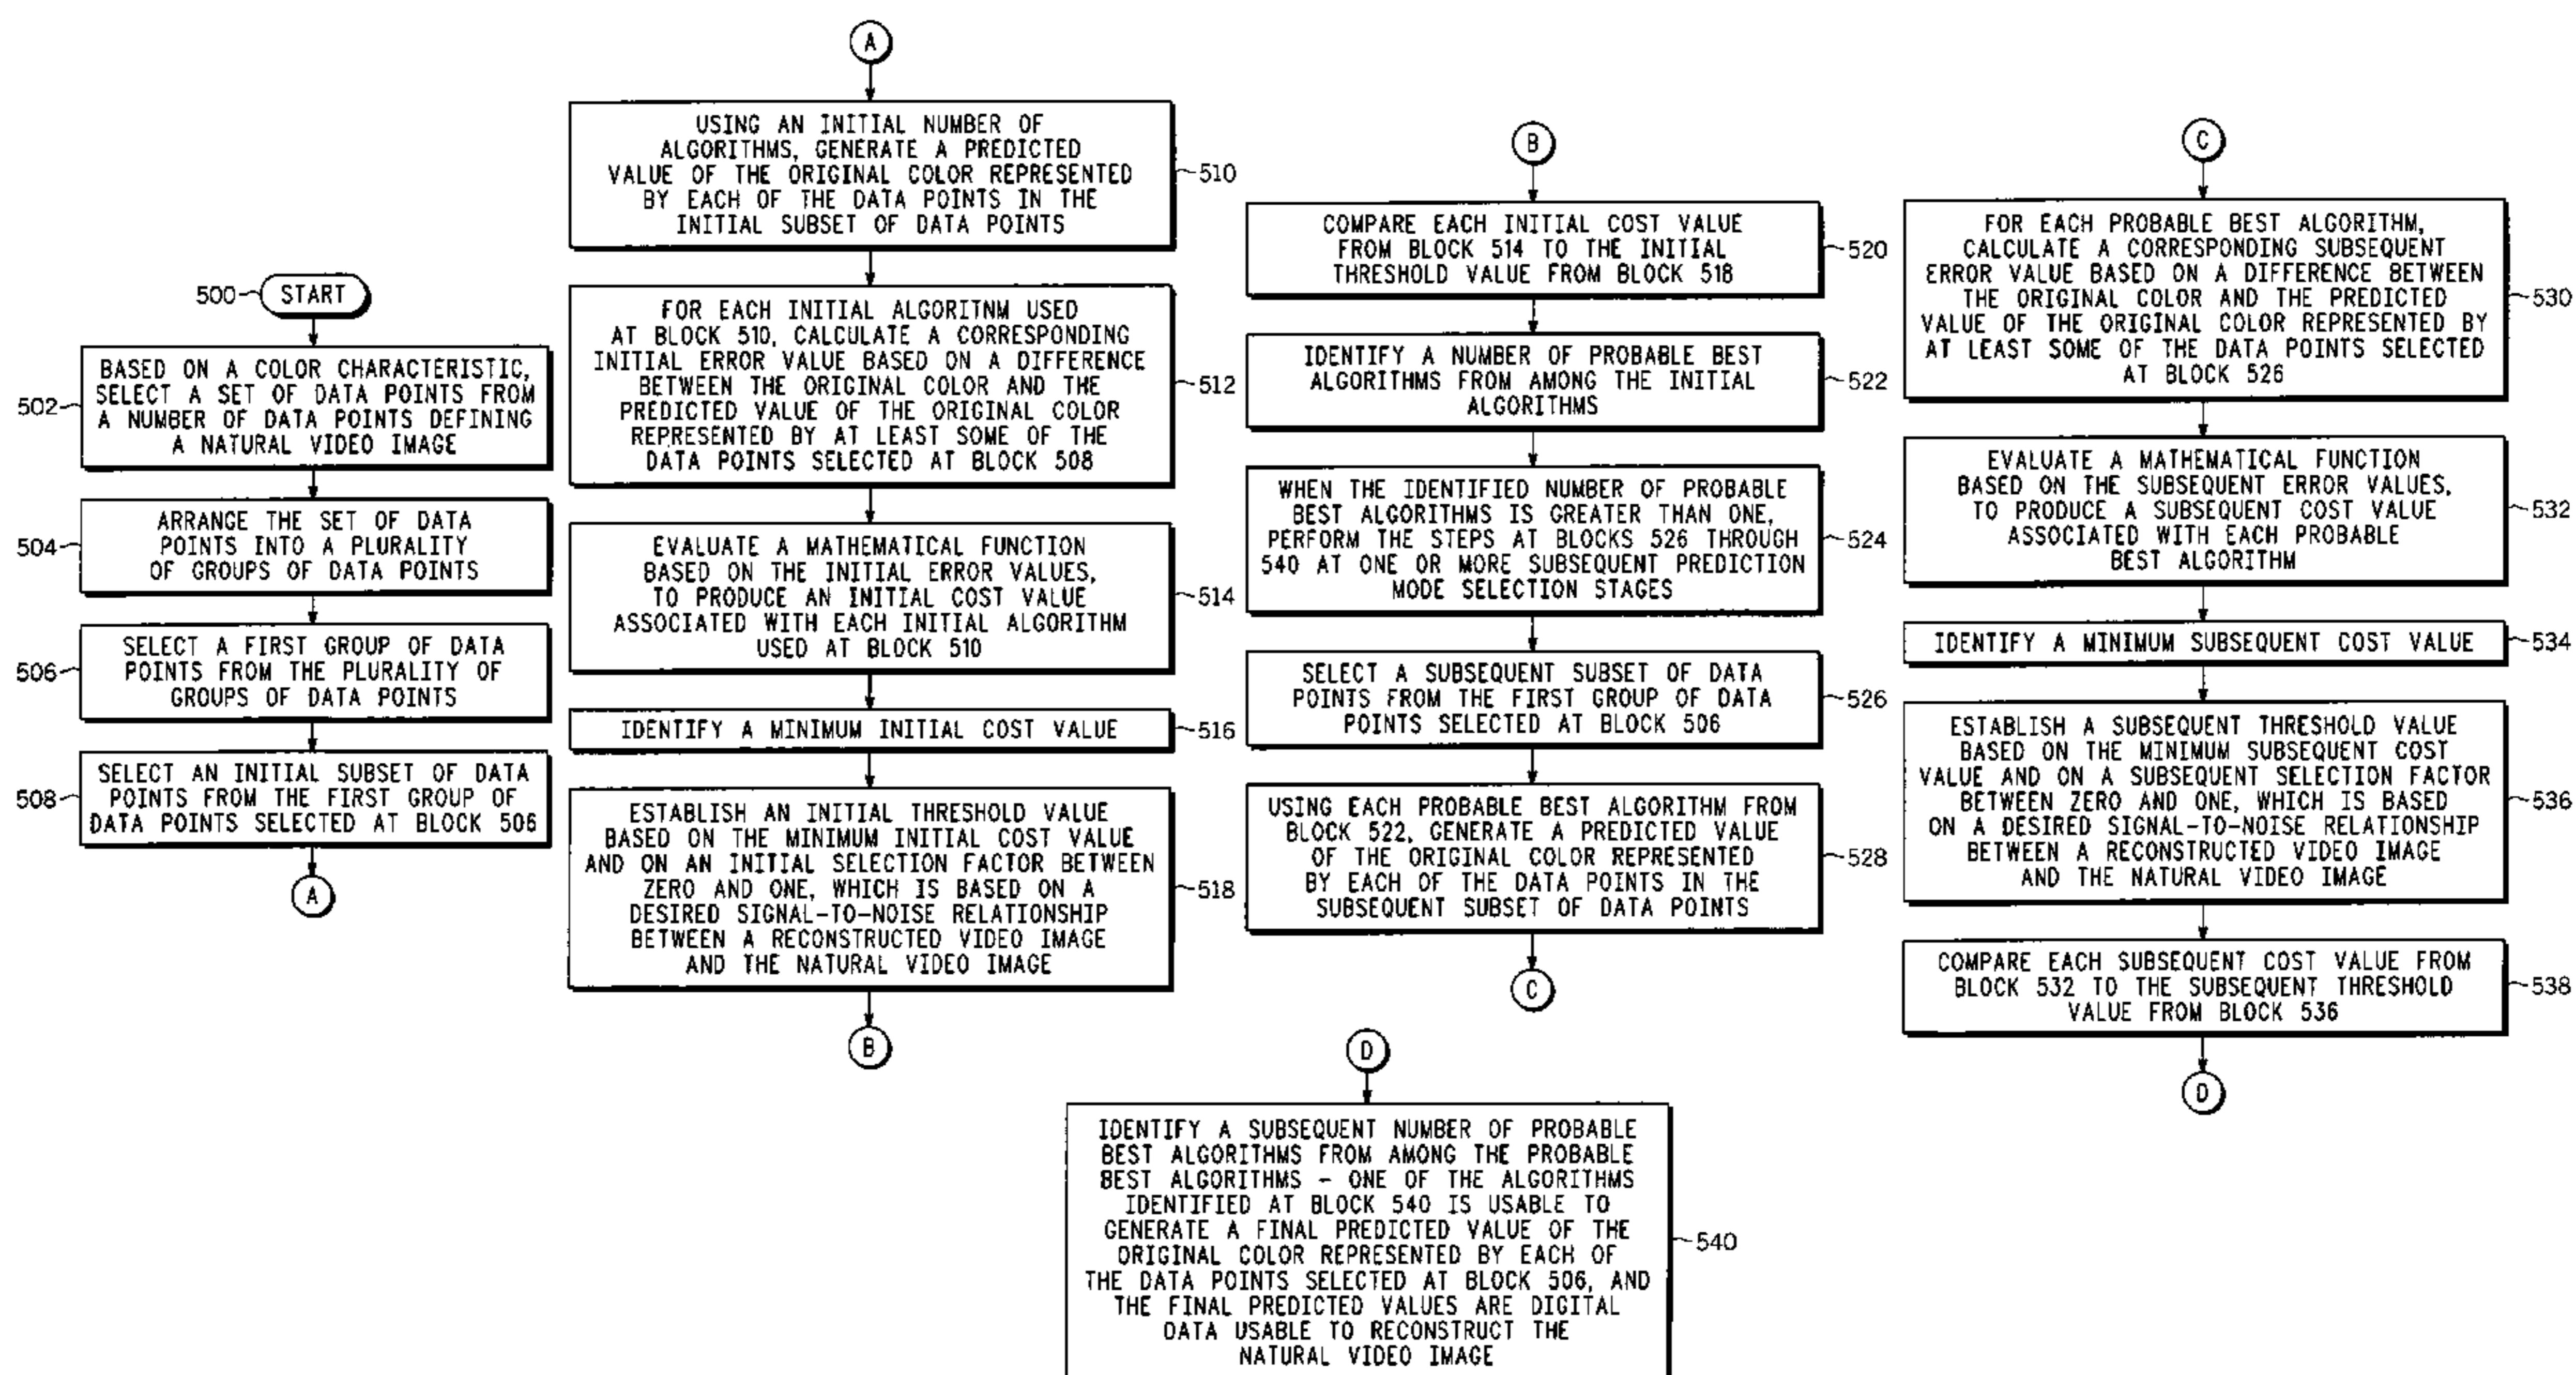 500
START
502
BASED ON A COLOR CHARACTERISTIC,
SELECT A SET OF DATA POINTS FROM
A NUMBER OF DATA POINTS DEFINING
A NATURAL VIDEO IMAGE
504
ARRANGE THE SET OF DATA
POINTS INTO A PLURALITY
OF GROUPS OF DATA POINTS
506
SELECT A FIRST GROUP OF DATA
POINTS FROM THE PLURALITY OF
GROUPS OF DATA POINTS
508
SELECT AN INITIAL SUBSET OF DATA
POINTS FROM THE FIRST GROUP OF
DATA POINTS SELECTED AT BLOCK 506
A
A
USING AN INITIAL NUMBER OF
ALGORITHMS, GENERATE A PREDICTED
VALUE OF THE ORIGINAL COLOR REPRESENTED
BY EACH OF THE DATA POINTS IN THE
INITIAL SUBSET OF DATA POINTS
510
FOR EACH INITIAL ALGORITNM USED
AT BLOCK 510, CALCULATE A CORRESPONDING
INITIAL ERROR VALUE BASED ON A DIFFERENCE
BETWEEN THE ORIGINAL COLOR AND THE
PREDICTED VALUE OF THE ORIGINAL COLOR
REPRESENTED BY AT LEAST SOME OF THE
DATA POINTS SELECTED AT BLOCK 508
512
EVALUATE A MATHEMATICAL FUNCTION
BASED ON THE INITIAL ERROR VALUES,
TO PRODUCE AN INITIAL COST VALUE
ASSOCIATED WITH EACH INITIAL ALGORITHM
USED AT BLOCK 510
514
IDENTIFY A MINIMUM INITIAL COST VALUE
516
ESTABLISH AN INITIAL THRESHOLD VALUE
BASED ON THE MINIMUM INITIAL COST VALUE
AND ON AN INITIAL SELECTION FACTOR BETWEEN
ZERO AND ONE, WHICH IS BASED ON A
DESIRED SIGNAL-TO-NOISE RELATIONSHIP
BETWEEN A RECONSTRUCTED VIDEO IMAGE
AND THE NATURAL VIDEO IMAGE
518
B
B
COMPARE EACH INITIAL COST VALUE
FROM BLOCK 514 TO THE INITIAL
THRESHOLD VALUE FROM BLOCK 518
520
IDENTIFY A NUMBER OF PROBABLE BEST
ALGORITHMS FROM AMONG THE INITIAL
ALGORITHMS
522
WHEN THE IDENTIFIED NUMBER OF PROBABLE
BEST ALGORITHMS IS GREATER THAN ONE,
PERFORM THE STEPS AT BLOCKS 526 THROUGH
540 AT ONE OR MORE SUBSEQUENT PREDICTION
MODE SELECTION STAGES
524
SELECT A SUBSEQUENT SUBSET OF DATA
POINTS FROM THE FIRST GROUP OF DATA
POINTS SELECTED AT BLOCK 506
526
USING EACH PROBABLE BEST ALGORITHM FROM
BLOCK 522, GENERATE A PREDICTED VALUE
OF THE ORIGINAL COLOR REPRESENTED
BY EACH OF THE DATA POINTS IN THE
SUBSEQUENT SUBSET OF DATA POINTS
528
C
C
FOR EACH PROBABLE BEST ALGORITHM,
CALCULATE A CORRESPONDING SUBSEQUENT
ERROR VALUE BASED ON A DIFFERENCE BETWEEN
THE ORIGINAL COLOR AND THE PREDICTED
VALUE OF THE ORIGINAL COLOR REPRESENTED BY
AT LEAST SOME OF THE DATA POINTS SELECTED
AT BLOCK 526
530
EVALUATE A MATHEMATICAL FUNCTION
BASED ON THE SUBSEQUENT ERROR VALUES,
TO PRODUCE A SUBSEQUENT COST VALUE
ASSOCIATED WITH EACH PROBABLE
BEST ALGORITHM
532
IDENTIFY A MINIMUM SUBSEQUENT COST VALUE
534
ESTABLISH A SUBSEQUENT THRESHOLD VALUE
BASED ON THE MINIMUM SUBSEQUENT COST
VALUE AND ON A SUBSEQUENT SELECTION FACTOR
BETWEEN ZERO AND ONE, WHICH IS BASED
ON A DESIRED SIGNAL-TO-NOISE RELATIONSHIP
BETWEEN A RECONSTRUCTED VIDEO IMAGE
AND THE NATURAL VIDEO IMAGE
536
COMPARE EACH SUBSEQUENT COST VALUE FROM
BLOCK 532 TO THE SUBSEQUENT THRESHOLD
VALUE FROM BLOCK 536
538
D
D
IDENTIFY A SUBSEQUENT NUMBER OF PROBABLE
BEST ALGORITHMS FROM AMONG THE PROBABLE
BEST ALGORITHMS - ONE OF THE ALGORITHMS
IDENTIFIED AT BLOCK 540 IS USABLE TO
GENERATE A FINAL PREDICTED VALUE OF THE
ORIGINAL COLOR REPRESENTED BY EACH OF
THE DATA POINTS SELECTED AT BLOCK 506, AND
THE FINAL PREDICTED VALUES ARE DIGITAL
DATA USABLE TO RECONSTRUCT THE
NATURAL VIDEO IMAGE
540